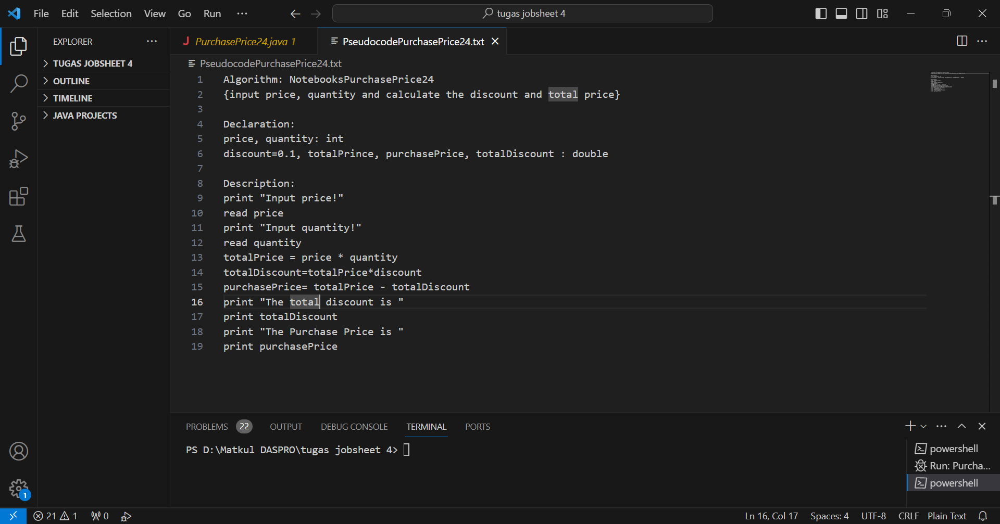 File Edit Selection View Go Run ··· tugas jobsheet 4
EXPLORER ···
TUGAS JOBSHEET 4
OUTLINE
TIMELINE
JAVA PROJECTS
J PurchasePrice24.java 1 PseudocodePurchasePrice24.txt
PseudocodePurchasePrice24.txt
1 Algorithm: NotebooksPurchasePrice24
2 {input price, quantity and calculate the discount and total price}
3
4 Declaration:
5 price, quantity: int
6 discount=0.1, totalPrince, purchasePrice, totalDiscount : double
7
8 Description:
9 print "Input price!"
10 read price
11 print "Input quantity!"
12 read quantity
13 totalPrice = price * quantity
14 totalDiscount=totalPrice*discount
15 purchasePrice= totalPrice - totalDiscount
16 print "The total discount is "
17 print totalDiscount
18 print "The Purchase Price is "
19 print purchasePrice
PROBLEMS 22 OUTPUT DEBUG CONSOLE TERMINAL PORTS
PS D:\Matkul DASPRO\tugas jobsheet 4>
powershell
Run: Purcha...
powershell
1
21 1 0 Ln 16, Col 17 Spaces: 4 UTF-8 CRLF Plain Text